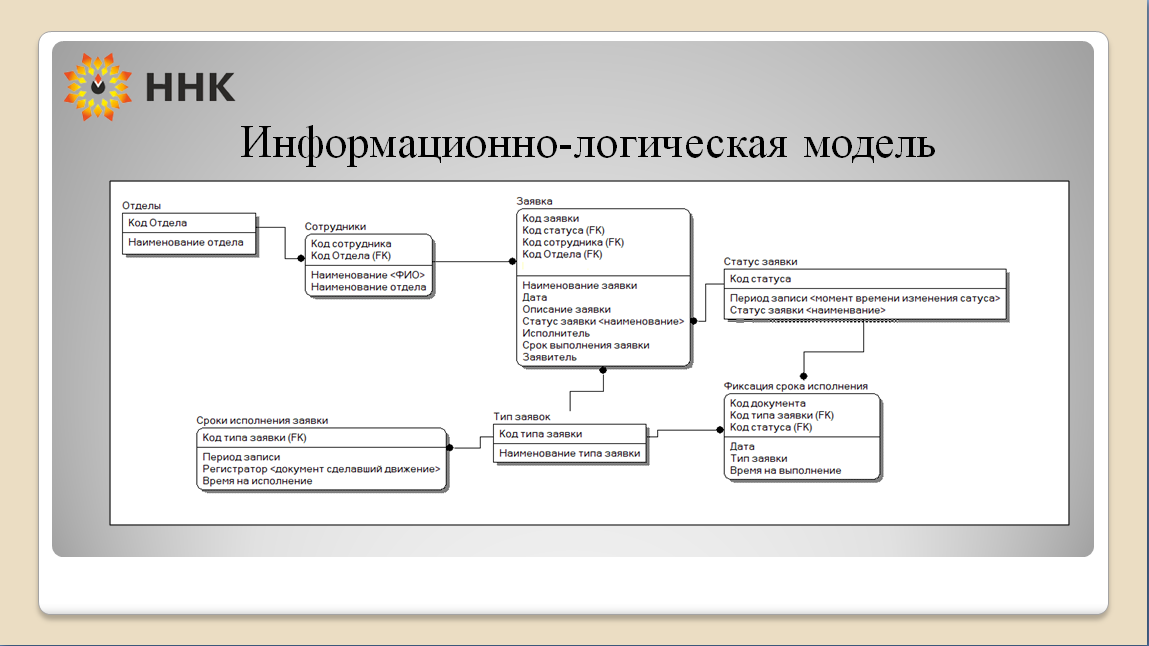 ННК
Информационно-логическая модель
Отделы
Код Отдела
Наименование отдела
Сотрудники
Код сотрудника
Код Отдела (FK)
Наименование <ФИО>
Наименование отдела
Заявка
Код заявки
Код статуса (FK)
Код сотрудника (FK)
Код Отдела (FK)
Наименование заявки
Дата
Описание заявки
Статус заявки <наименование>
Исполнитель
Срок выполнения заявки
Заявитель
Статус заявки
Код статуса
Период записи <момент времени изменения сатуса>
Статус заявки <наименвание>
Сроки исполнения заявки
Код типа заявки (FK)
Период записи
Регистратор <документ сделавший движение>
Время на исполнение
Тип заявок
Код типа заявки
Наименование типа заявки
Фиксация срока исполнения
Код документа
Код типа заявки (FK)
Код статуса (FK)
Дата
Тип заявки
Время на выполнение